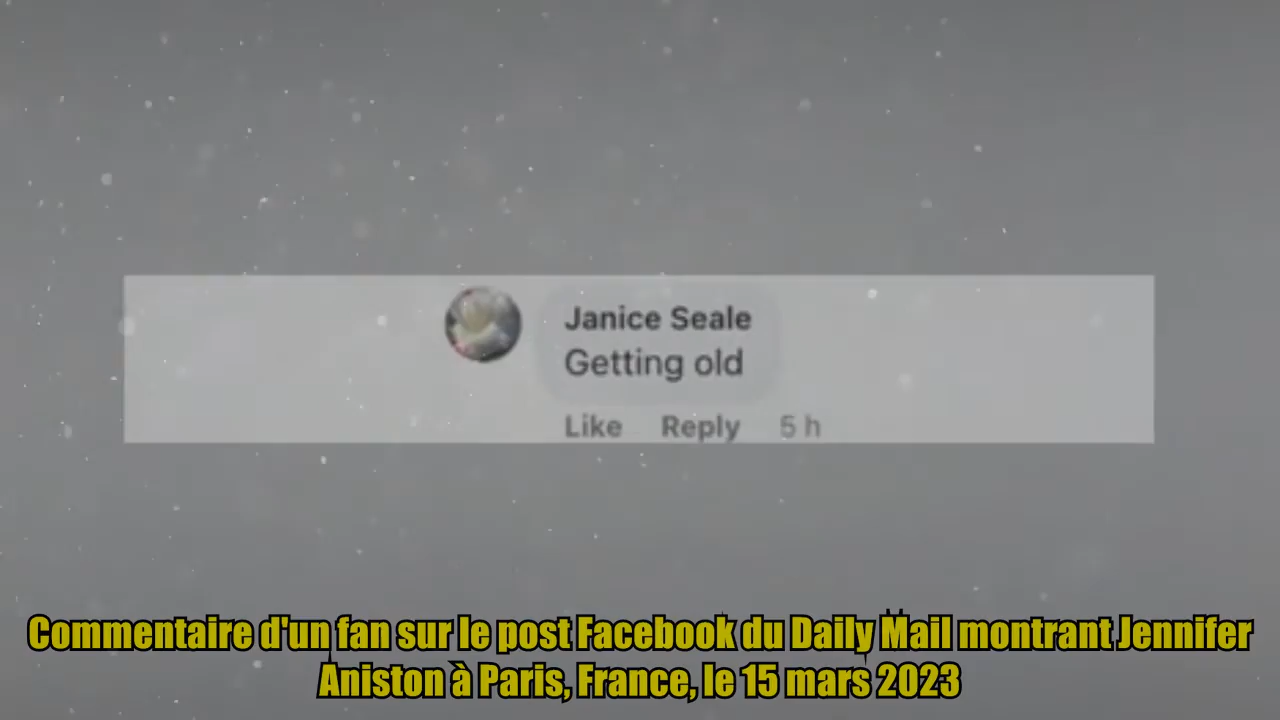 Janice Seale
Getting old
Like Reply 5 h
Commentaire d'un fan sur le post Facebook du Daily Mail montrant Jennifer
Aniston à Paris, France, le 15 mars 2023